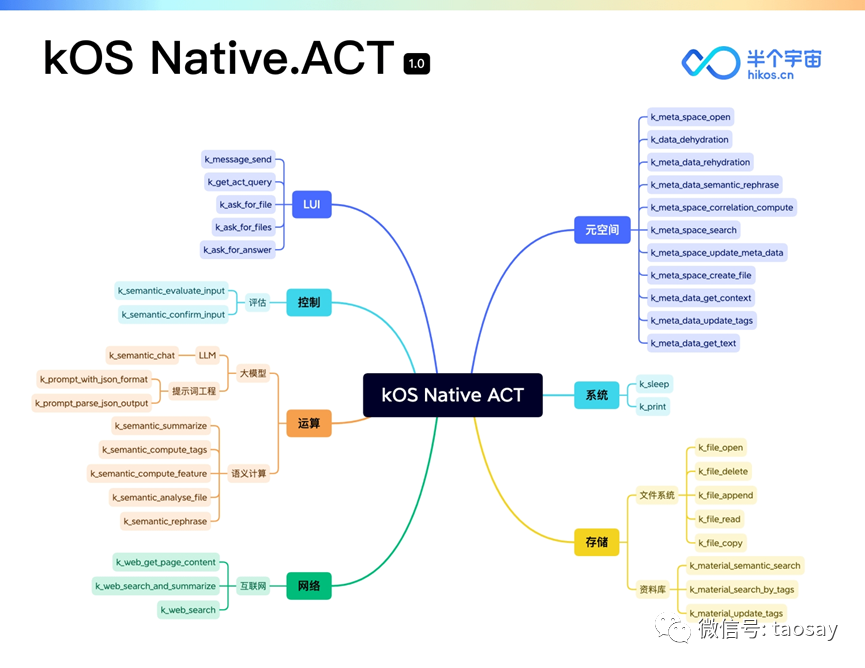 kOS Native.ACT 1.0
半个宇宙
hikos.cn
k_message_send
k_get_act_query
k_ask_for_file
k_ask_for_files
k_ask_for_answer
LUI
k_semantic_evaluate_input
k_semantic_confirm_input
评估
控制
k_semantic_chat
LLM
k_prompt_with_json_format
k_prompt_parse_json_output
提示词工程
大模型
k_semantic_summarize
k_semantic_compute_tags
k_semantic_compute_feature
k_semantic_analyse_file
k_semantic_rephrase
语义计算
运算
k_web_get_page_content
k_web_search_and_summarize
k_web_search
互联网
网络
kOS Native ACT
元空间
k_meta_space_open
k_data_dehydration
k_meta_data_rehydration
k_meta_data_semantic_rephrase
k_meta_space_correlation_compute
k_meta_space_search
k_meta_space_update_meta_data
k_meta_space_create_file
k_meta_data_get_context
k_meta_data_update_tags
k_meta_data_get_text
系统
k_sleep
k_print
存储
文件系统
k_file_open
k_file_delete
k_file_append
k_file_read
k_file_copy
资料库
k_material_semantic_search
k_material_search_by_tags
k_material_update_tags
微信号: taosay